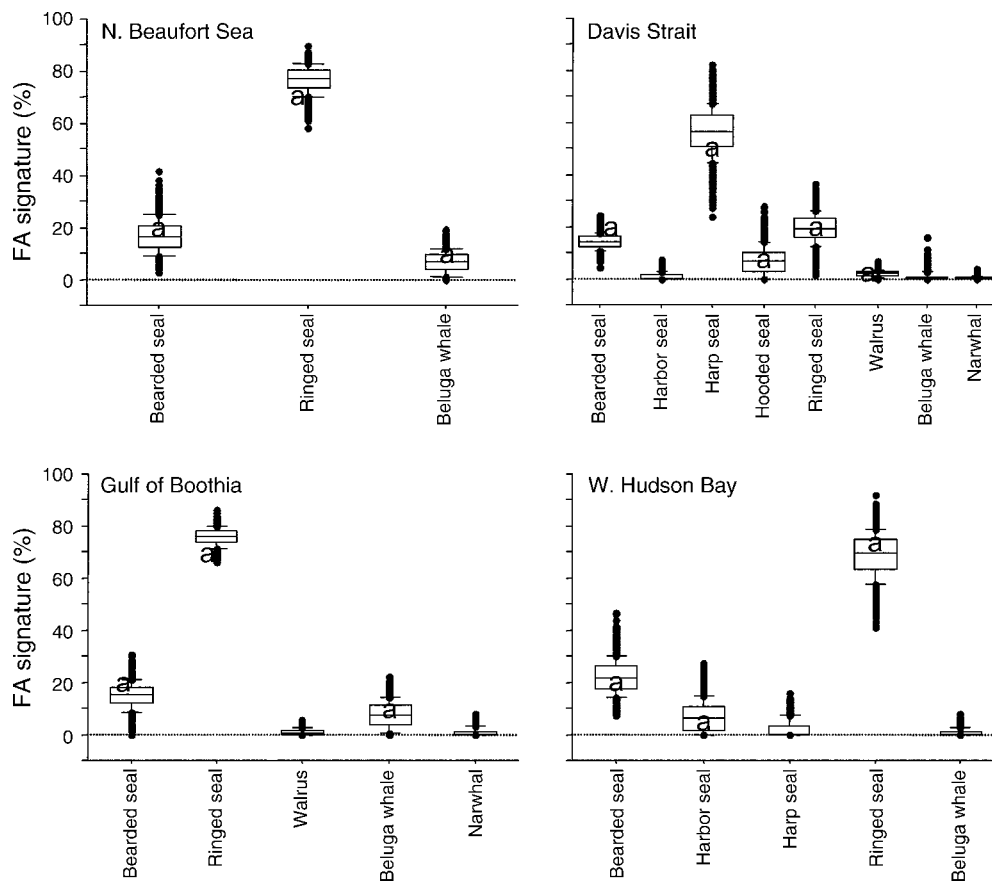 N. Beaufort Sea
FA signature (%)
100
80
60
40
20
0
a
a
a
Bearded seal
Ringed seal
Beluga whale
Davis Strait
a
a
a
a
a
Bearded seal
Harbor seal
Harp seal
Hooded seal
Ringed seal
Walrus
Beluga whale
Narwhal
Gulf of Boothia
FA signature (%)
100
80
60
40
20
0
a
a
a
Bearded seal
Ringed seal
Walrus
Beluga whale
Narwhal
W. Hudson Bay
a
a
a
a
Bearded seal
Harbor seal
Harp seal
Ringed seal
Beluga whale